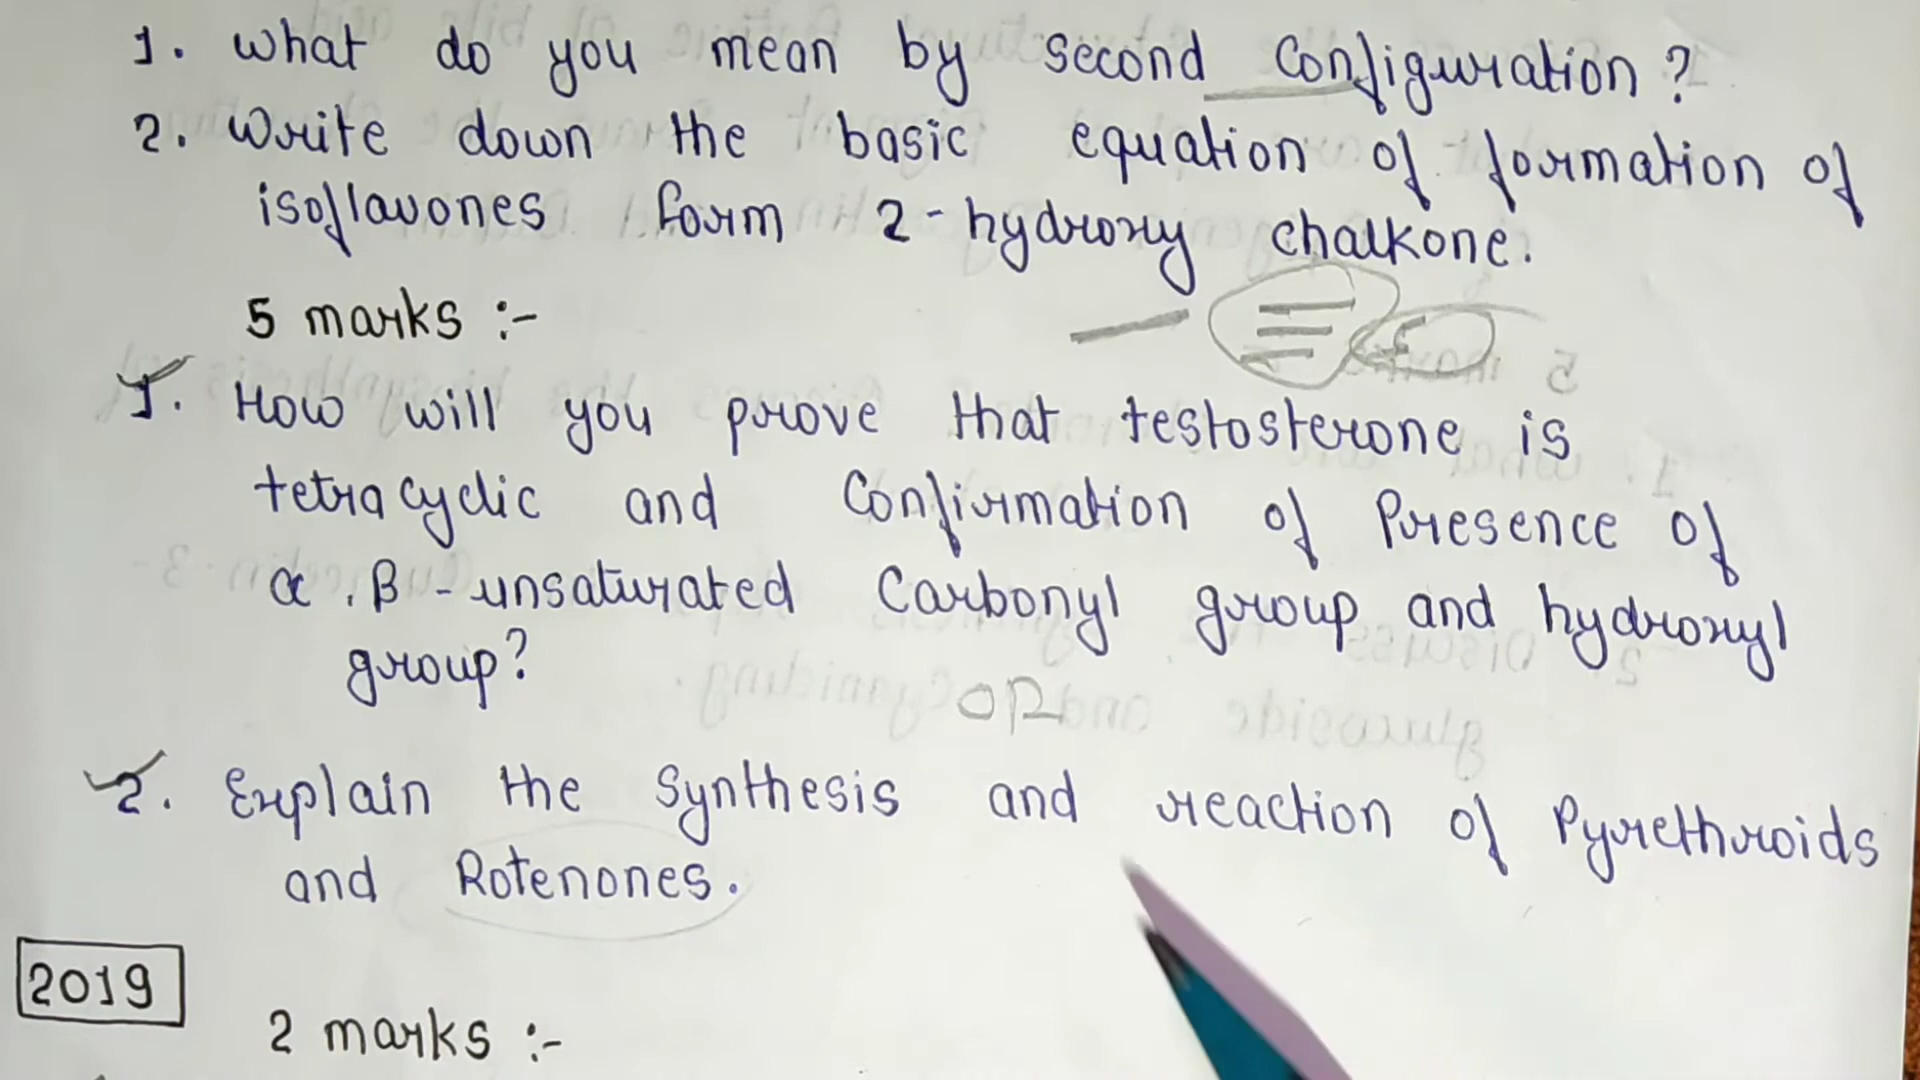 1. What do you mean by second configuration ?
2. Write down the basic equation of formation of
isoflavones form 2-hydroxy chalkone.
5 marks :-
1. How will you prove that testosterone is
tetracyclic and confirmation of presence of
α, β-unsaturated carbonyl group and hydroxyl
group?
OR
2. Explain the synthesis and reaction of Pyrethroids
and Rotenones.
2019
2 marks :-